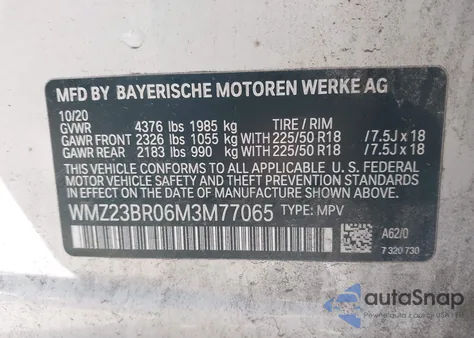 MFD BY BAYERISCHE MOTOREN WERKE AG
10/20
GVWR 4376 lbs 1985 kg TIRE / RIM
GAWR FRONT 2326 lbs 1055 kg WITH 225/50 R18 /7.5J x 18
GAWR REAR 2183 lbs 990 kg WITH 225/50 R18 /7.5J x 18
THIS VEHICLE CONFORMS TO ALL APPLICABLE U.S. FEDERAL
MOTOR VEHICLE SAFETY, BUMPER AND THEFT PREVENTION STANDARDS
IN EFFECT ON THE DATE OF MANUFACTURE SHOWN ABOVE.
WMZ23BR06M3M77065 TYPE: MPV
A62/0
7 320 730
autoSnap